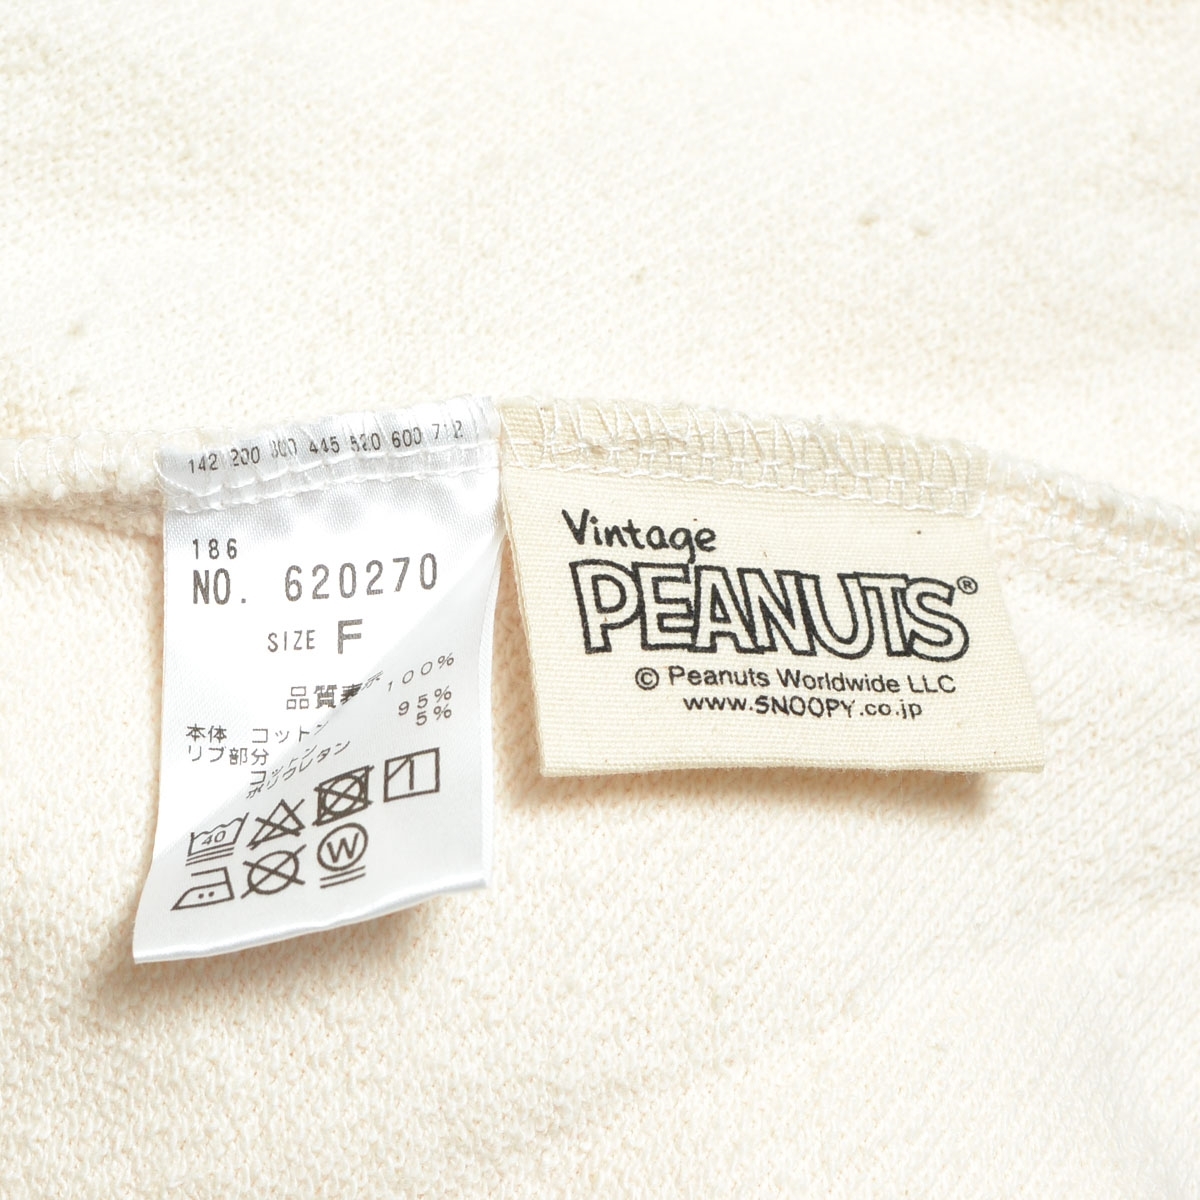 142 200 300 445 520 600 712
186
NO. 620270
SIZE F
品質表示
本体 コットン 100%
リブ部分
コットン 95%
ポリウレタン 5%
40
W
Vintage
PEANUTS®
© Peanuts Worldwide LLC
www.SNOOPY.co.jp